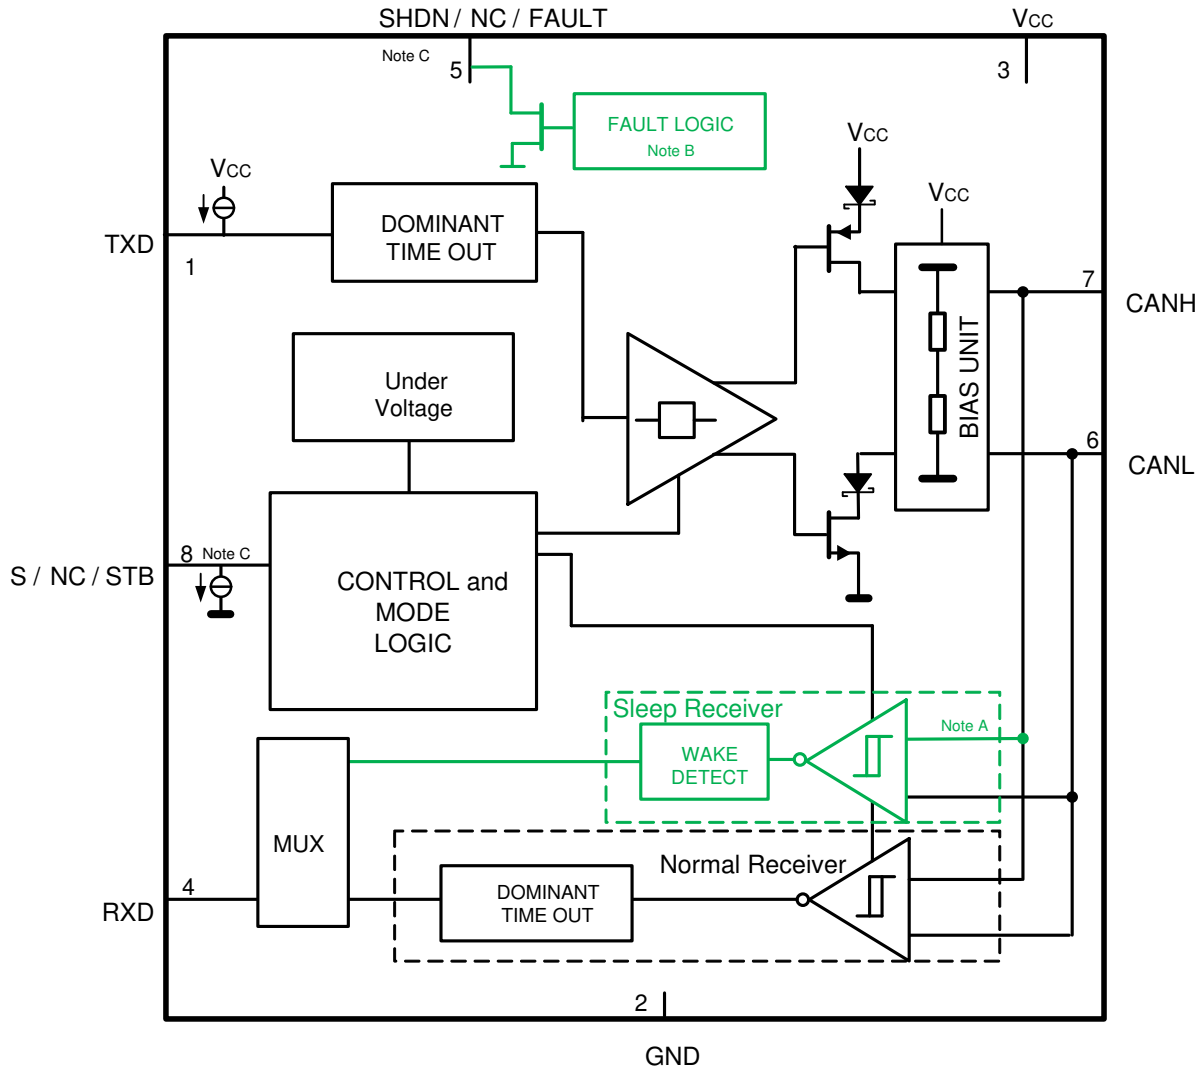 SHDN / NC / FAULT
VCC
Note C
5
3
FAULT LOGIC
Note B
VCC
VCC
VCC
DOMINANT
TIME OUT
TXD
1
7
CANH
BIAS UNIT
Under
Voltage
6
CANL
8 Note C
S / NC / STB
CONTROL and
MODE
LOGIC
Sleep Receiver
Note A
WAKE
DETECT
MUX
Normal Receiver
4
RXD
DOMINANT
TIME OUT
2
GND